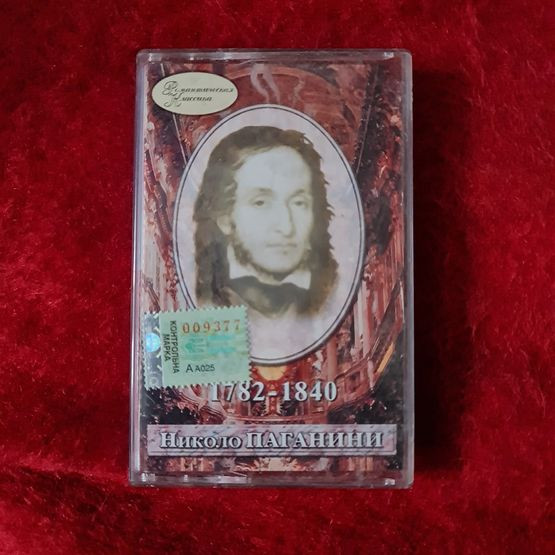 Романтическая
Классика
009377
КОНТРОЛЬНА
МАРКА
А А025
1782-1840
Николо ПАГАНИНИ